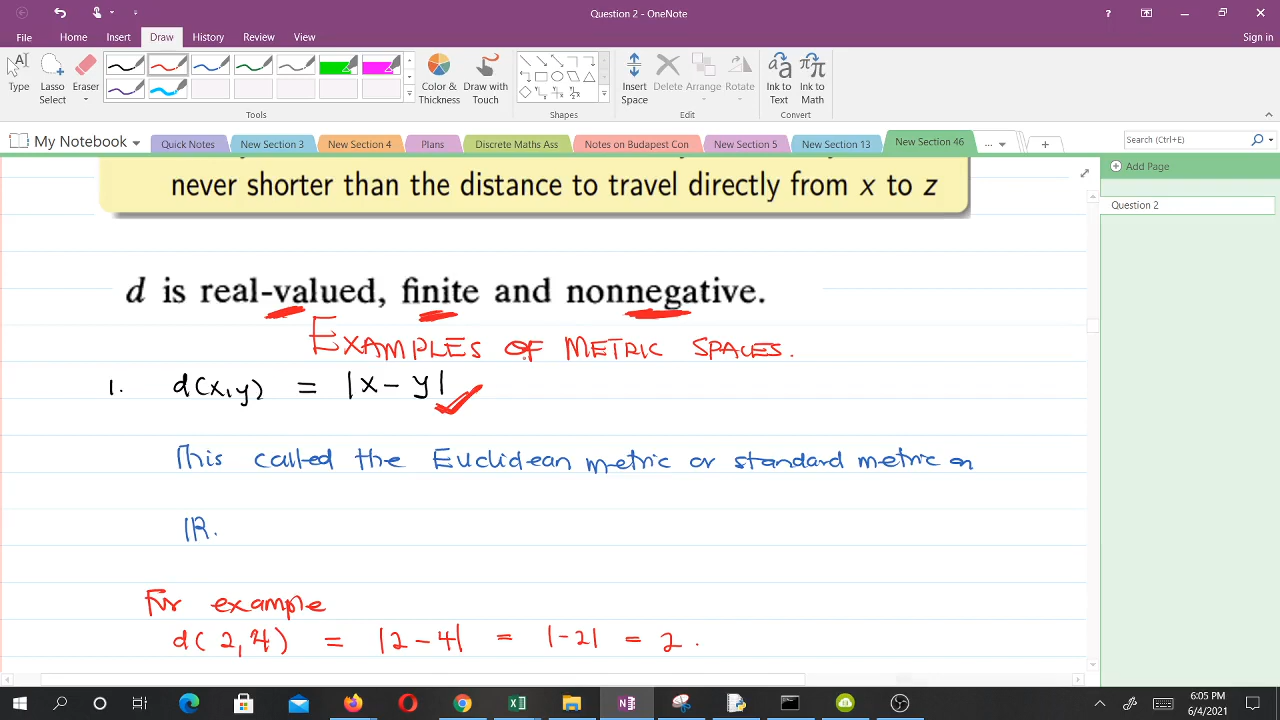 Question 2 - OneNote
Sign in
File Home Insert Draw History Review View
Type Lasso Select Eraser Color & Thickness Draw with Touch Insert Space Delete Arrange Rotate Ink to Text Ink to Math
Tools Shapes Edit Convert
My Notebook Quick Notes New Section 3 New Section 4 Plans Discrete Maths Ass Notes on Budapest Con New Section 5 New Section 13 New Section 46 ... + Search (Ctrl+E)
Add Page
Question 2
never shorter than the distance to travel directly from x to z
d is real-valued, finite and nonnegative.
EXAMPLES OF METRIC SPACES.
1. d(x,y) = |x - y|
This called the Euclidean metric or standard metric on
IR.
For example
d(2,4) = |2-4| = |-2| = 2.
6:05 PM
6/4/2021